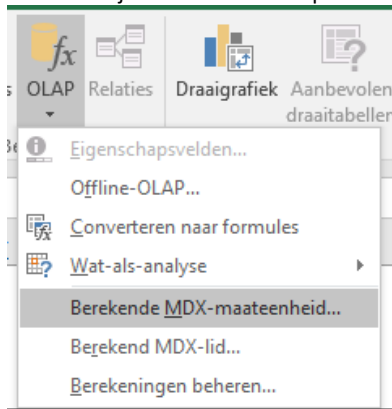 OLAP Relaties Draaigrafiek Aanbevolen
draaitabellen
Eigenschapsvelden...
Offline-OLAP...
Converteren naar formules
Wat-als-analyse
Berekende MDX-maateenheid...
Berekend MDX-lid...
Berekeningen beheren...